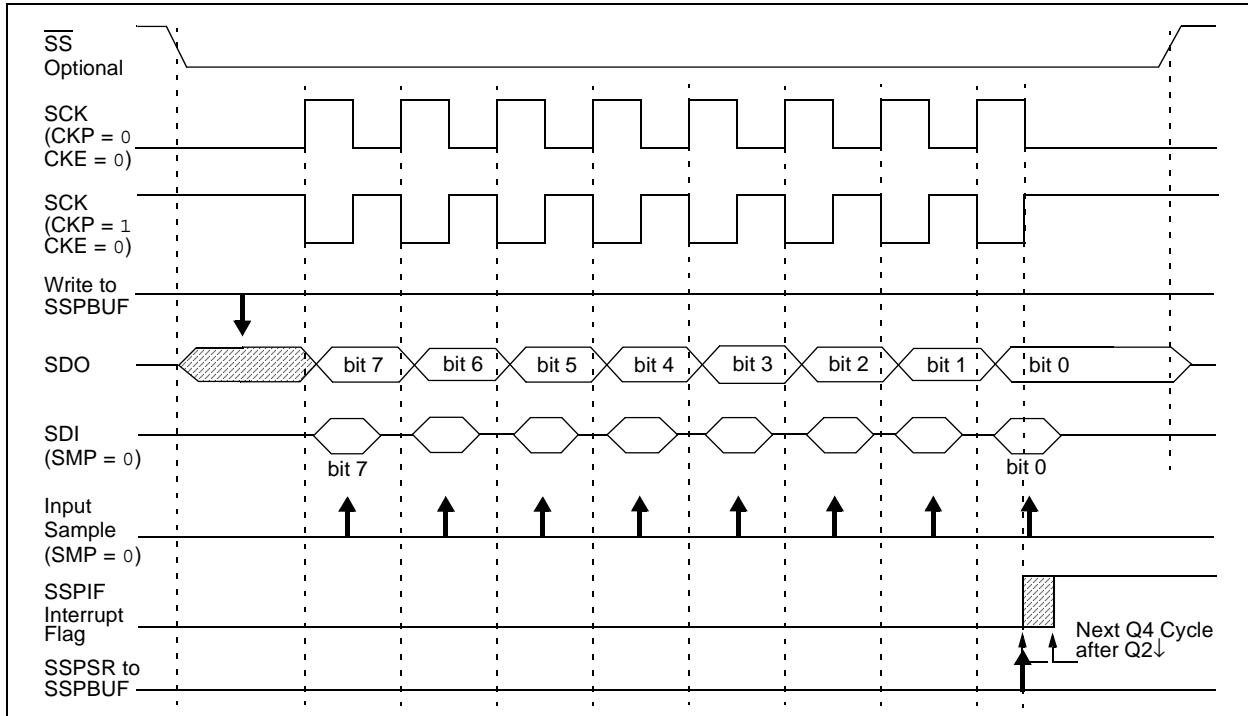 SS
Optional
SCK
(CKP = 0
CKE = 0)
SCK
(CKP = 1
CKE = 0)
Write to
SSPBUF
SDO
bit 7 bit 6 bit 5 bit 4 bit 3 bit 2 bit 1 bit 0
SDI
(SMP = 0)
bit 7 bit 0
Input
Sample
(SMP = 0)
SSPIF
Interrupt
Flag
Next Q4 Cycle
after Q2↓
SSPSR to
SSPBUF